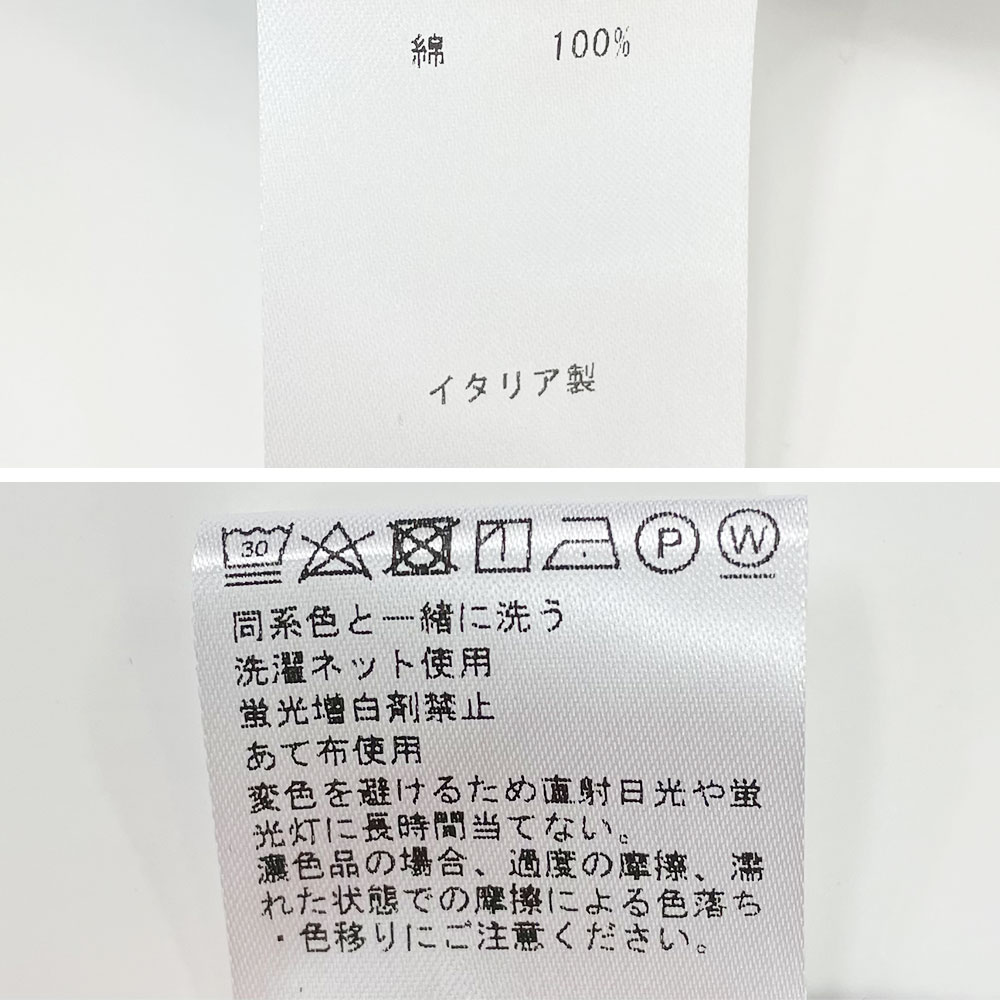 綿 100%
イタリア製
30 P W
同系色と一緒に洗う
洗濯ネット使用
蛍光増白剤禁止
あて布使用
変色を避けるため直射日光や蛍
光灯に長時間当てない。
濃色品の場合、過度の摩擦、濡
れた状態での摩擦による色落ち
・色移りにご注意ください。